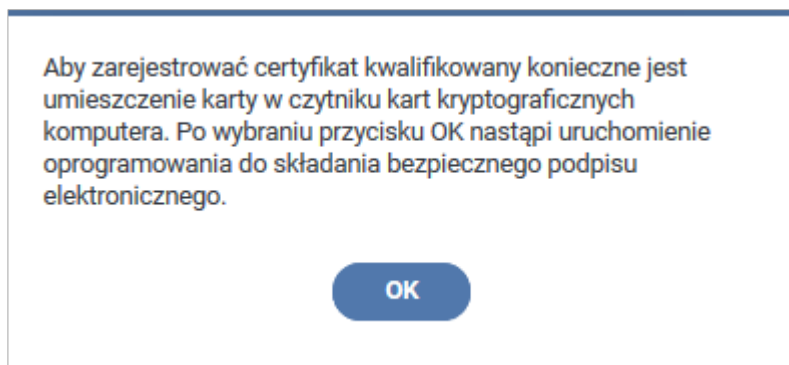 Aby zarejestrować certyfikat kwalifikowany konieczne jest
umieszczenie karty w czytniku kart kryptograficznych
komputera. Po wybraniu przycisku OK nastąpi uruchomienie
oprogramowania do składania bezpiecznego podpisu
elektronicznego.
OK